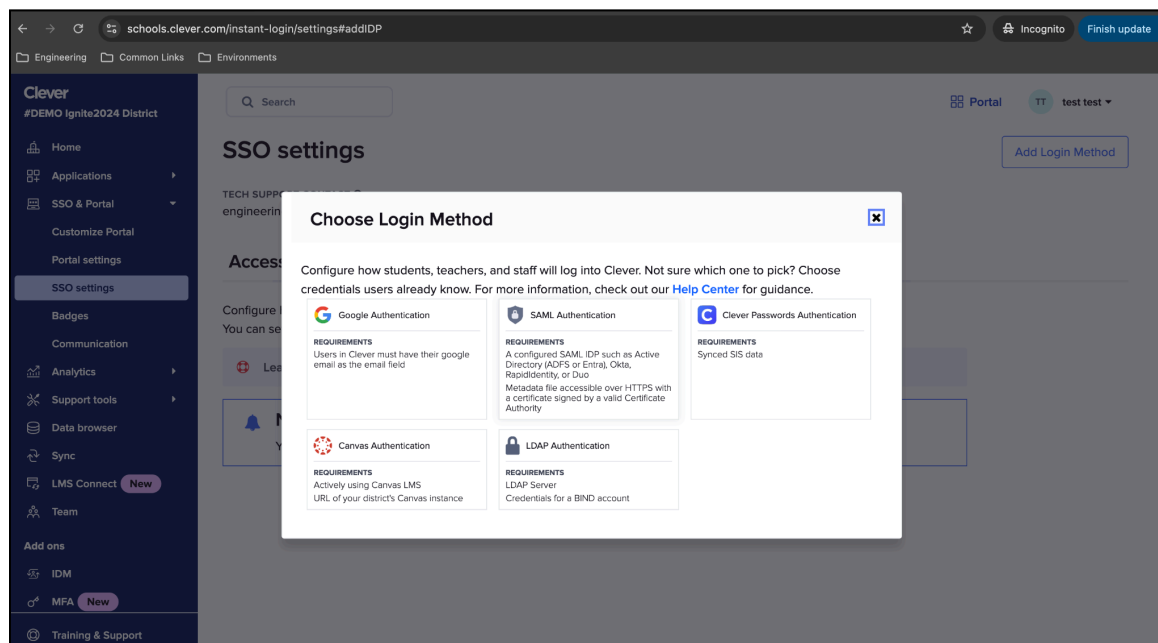 schools.clever.com/instant-login/settings#addIDP
Incognito
Finish update
Engineering
Common Links
Environments
Clever
#DEMO Ignite2024 District
Home
Applications
SSO & Portal
Customize Portal
Portal settings
SSO settings
Badges
Communication
Analytics
Support tools
Data browser
Sync
LMS Connect New
Team
Add ons
IDM
MFA New
Training & Support
Search
Portal
TT
test test
SSO settings
Add Login Method
TECH SUPP
engineerin
Access
Configure
You can se
Lea
Choose Login Method
Configure how students, teachers, and staff will log into Clever. Not sure which one to pick? Choose
credentials users already know. For more information, check out our Help Center for guidance.
Google Authentication
REQUIREMENTS
Users in Clever must have their google
email as the email field
SAML Authentication
REQUIREMENTS
A configured SAML IDP such as Active
Directory (ADFS or Entra), Okta,
RapidIdentity, or Duo
Metadata file accessible over HTTPS with
a certificate signed by a valid Certificate
Authority
Clever Passwords Authentication
REQUIREMENTS
Synced SIS data
Canvas Authentication
REQUIREMENTS
Actively using Canvas LMS
URL of your district's Canvas instance
LDAP Authentication
REQUIREMENTS
LDAP Server
Credentials for a BIND account